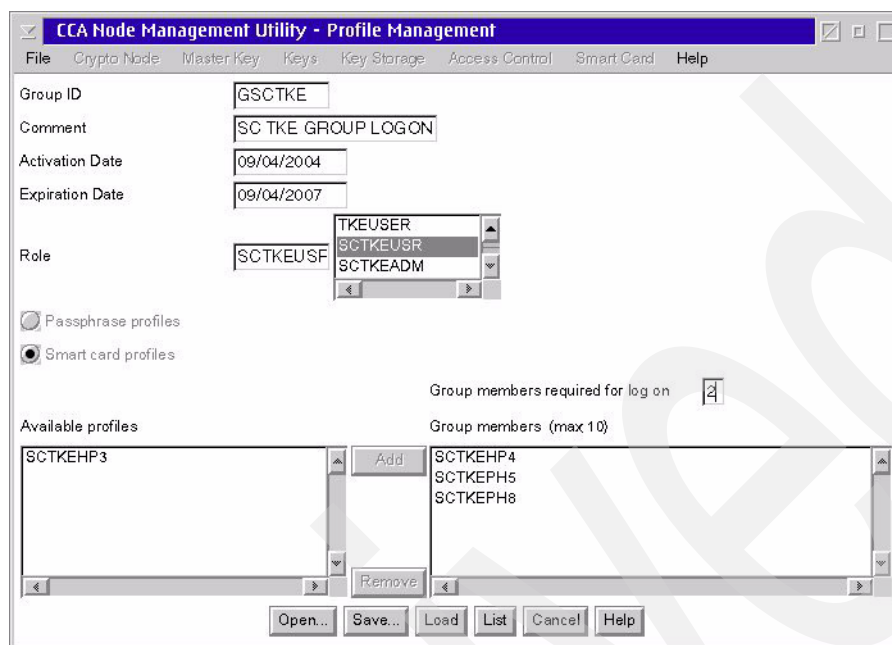 CCA Node Management Utility - Profile Management
File Crypto Node Master Key Keys Key Storage Access Control Smart Card Help
Group ID GSCTKE
Comment SC TKE GROUP LOGON
Activation Date 09/04/2004
Expiration Date 09/04/2007
TKEUSER
Role SCTKEUSF SCTKEUSR
SCTKEADM
Passphrase profiles
Smart card profiles
Group members required for log on 2
Available profiles Group members (max 10)
SCTKEHP3 Add SCTKEHP4
SCTKEPH5
SCTKEPH8
Remove
Open... Save... Load List Cancel Help